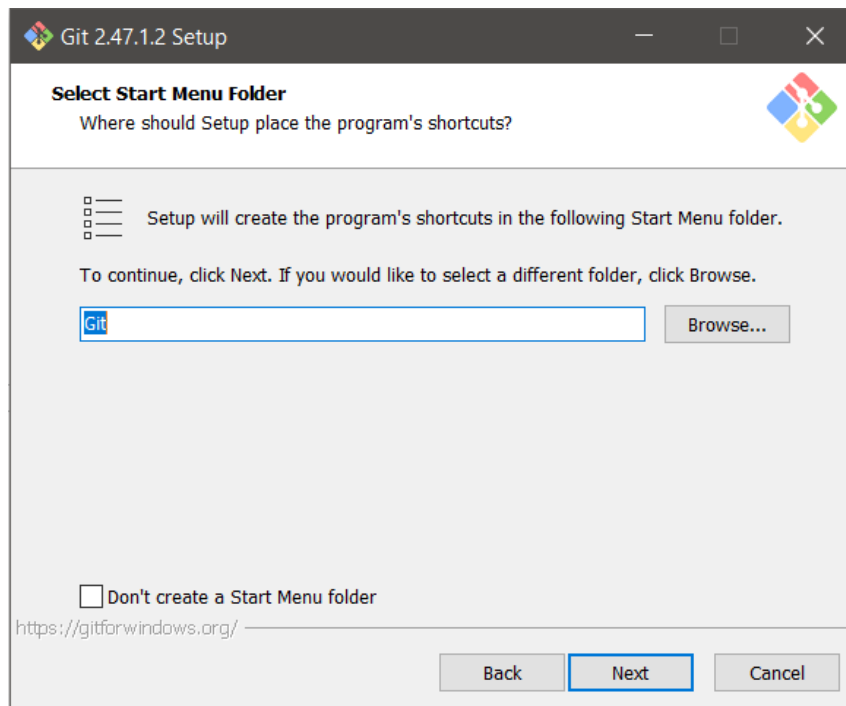 Git 2.47.1.2 Setup
Select Start Menu Folder
Where should Setup place the program's shortcuts?
Setup will create the program's shortcuts in the following Start Menu folder.
To continue, click Next. If you would like to select a different folder, click Browse.
Git
Browse...
Don't create a Start Menu folder
https://gitforwindows.org/
Back Next Cancel